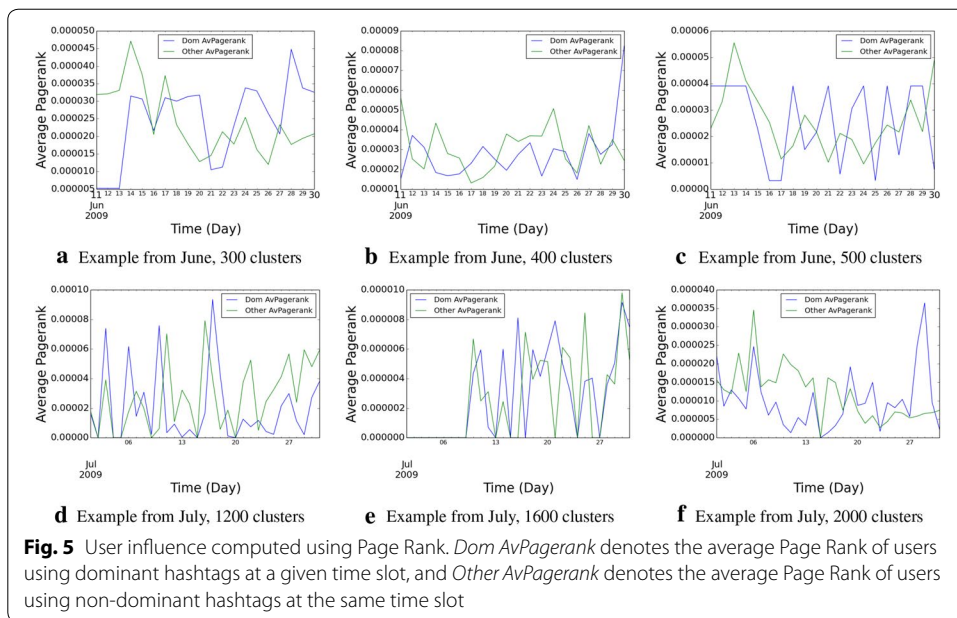 0.000050
0.000045
0.000040
0.000035
0.000030
0.000025
0.000020
0.000015
0.000010
0.000005
Average Pagerank
Dom AvPagerank
Other AvPagerank
11 12 13 14 15 16 17 18 19 20 21 22 23 24 25 26 27 28 29 30
Jun
2009
Time (Day)
a Example from June, 300 clusters
0.00009
0.00008
0.00007
0.00006
0.00005
0.00004
0.00003
0.00002
0.00001
Average Pagerank
Dom AvPagerank
Other AvPagerank
11 12 13 14 15 16 17 18 19 20 21 22 23 24 25 26 27 28 29 30
Jun
2009
Time (Day)
b Example from June, 400 clusters
0.00006
0.00005
0.00004
0.00003
0.00002
0.00001
0.00000
Average Pagerank
Dom AvPagerank
Other AvPagerank
11 12 13 14 15 16 17 18 19 20 21 22 23 24 25 26 27 28 29 30
Jun
2009
Time (Day)
c Example from June, 500 clusters
0.00010
0.00008
0.00006
0.00004
0.00002
0.00000
Average Pagerank
Dom AvPagerank
Other AvPagerank
06 13 20 27
Jul
2009
Time (Day)
d Example from July, 1200 clusters
0.00010
0.00008
0.00006
0.00004
0.00002
0.00000
Average Pagerank
Dom AvPagerank
Other AvPagerank
06 13 20 27
Jul
2009
Time (Day)
e Example from July, 1600 clusters
0.000040
0.000035
0.000030
0.000025
0.000020
0.000015
0.000010
0.000005
0.000000
Average Pagerank
Dom AvPagerank
Other AvPagerank
06 13 20 27
Jul
2009
Time (Day)
f Example from July, 2000 clusters
Fig. 5 User influence computed using Page Rank. Dom AvPagerank denotes the average Page Rank of users
using dominant hashtags at a given time slot, and Other AvPagerank denotes the average Page Rank of users
using non-dominant hashtags at the same time slot